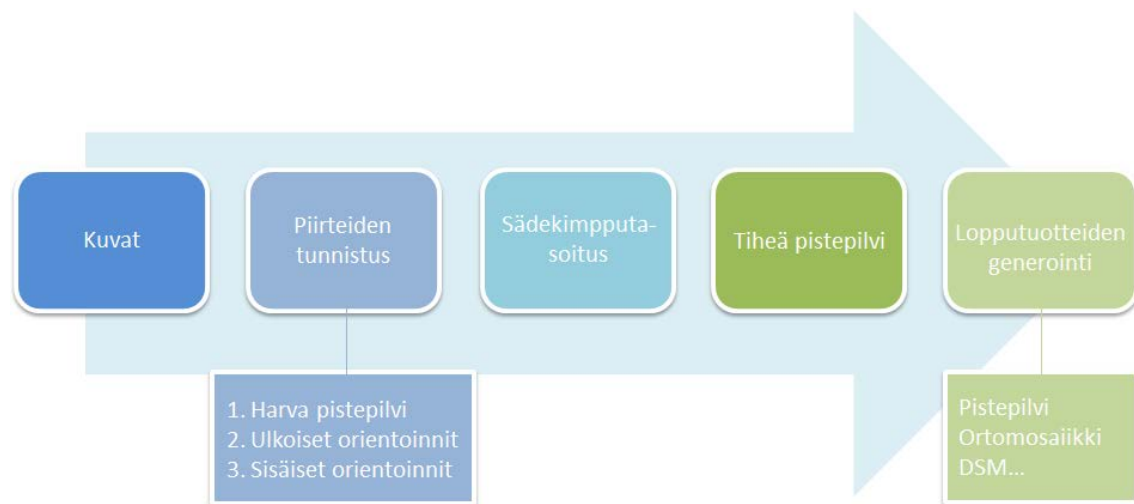 Kuvat
Piirteiden
tunnistus
Sädekimpputa-
soitus
Tiheä pistepilvi
Lopputuotteiden
generointi
1. Harva pistepilvi
2. Ulkoiset orientoinnit
3. Sisäiset orientoinnit
Pistepilvi
Ortomosaiikki
DSM...